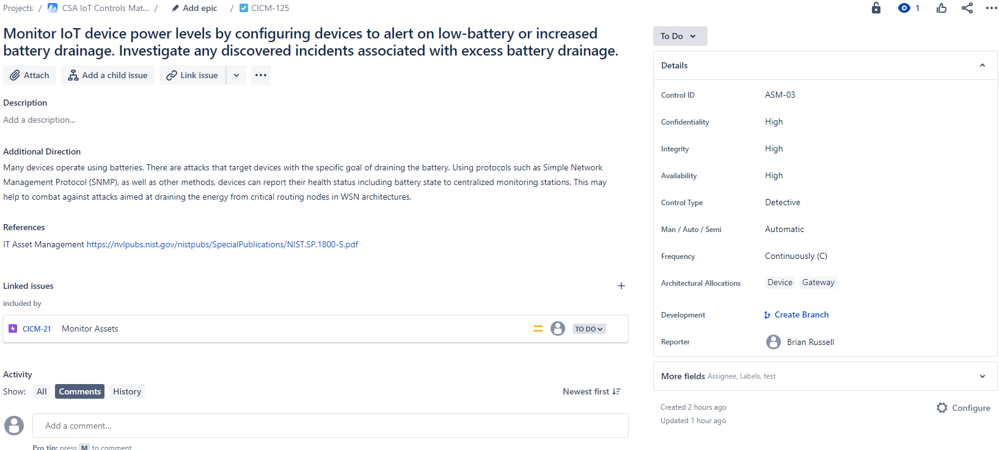 Projects / CSA IoT Controls Mat... / Add epic / CICM-125
1
Monitor IoT device power levels by configuring devices to alert on low-battery or increased
battery drainage. Investigate any discovered incidents associated with excess battery drainage.
Attach
Add a child issue
Link issue
Description
Add a description...
Additional Direction
Many devices operate using batteries. There are attacks that target devices with the specific goal of draining the battery. Using protocols such as Simple Network
Management Protocol (SNMP), as well as other methods, devices can report their health status including battery state to centralized monitoring stations. This may
help to combat against attacks aimed at draining the energy from critical routing nodes in WSN architectures.
References
IT Asset Management https://nvlpubs.nist.gov/nistpubs/SpecialPublications/NIST.SP.1800-5.pdf
Linked issues
included by
CICM-21 Monitor Assets TO DO
Activity
Show: All Comments History Newest first
Add a comment...
Pro tip: press M to comment
To Do
Details
Control ID ASM-03
Confidentiality High
Integrity High
Availability High
Control Type Detective
Man / Auto / Semi Automatic
Frequency Continuously (C)
Architectural Allocations Device Gateway
Development Create Branch
Reporter Brian Russell
More fields Assignee, Labels, test
Created 2 hours ago
Configure
Updated 1 hour ago